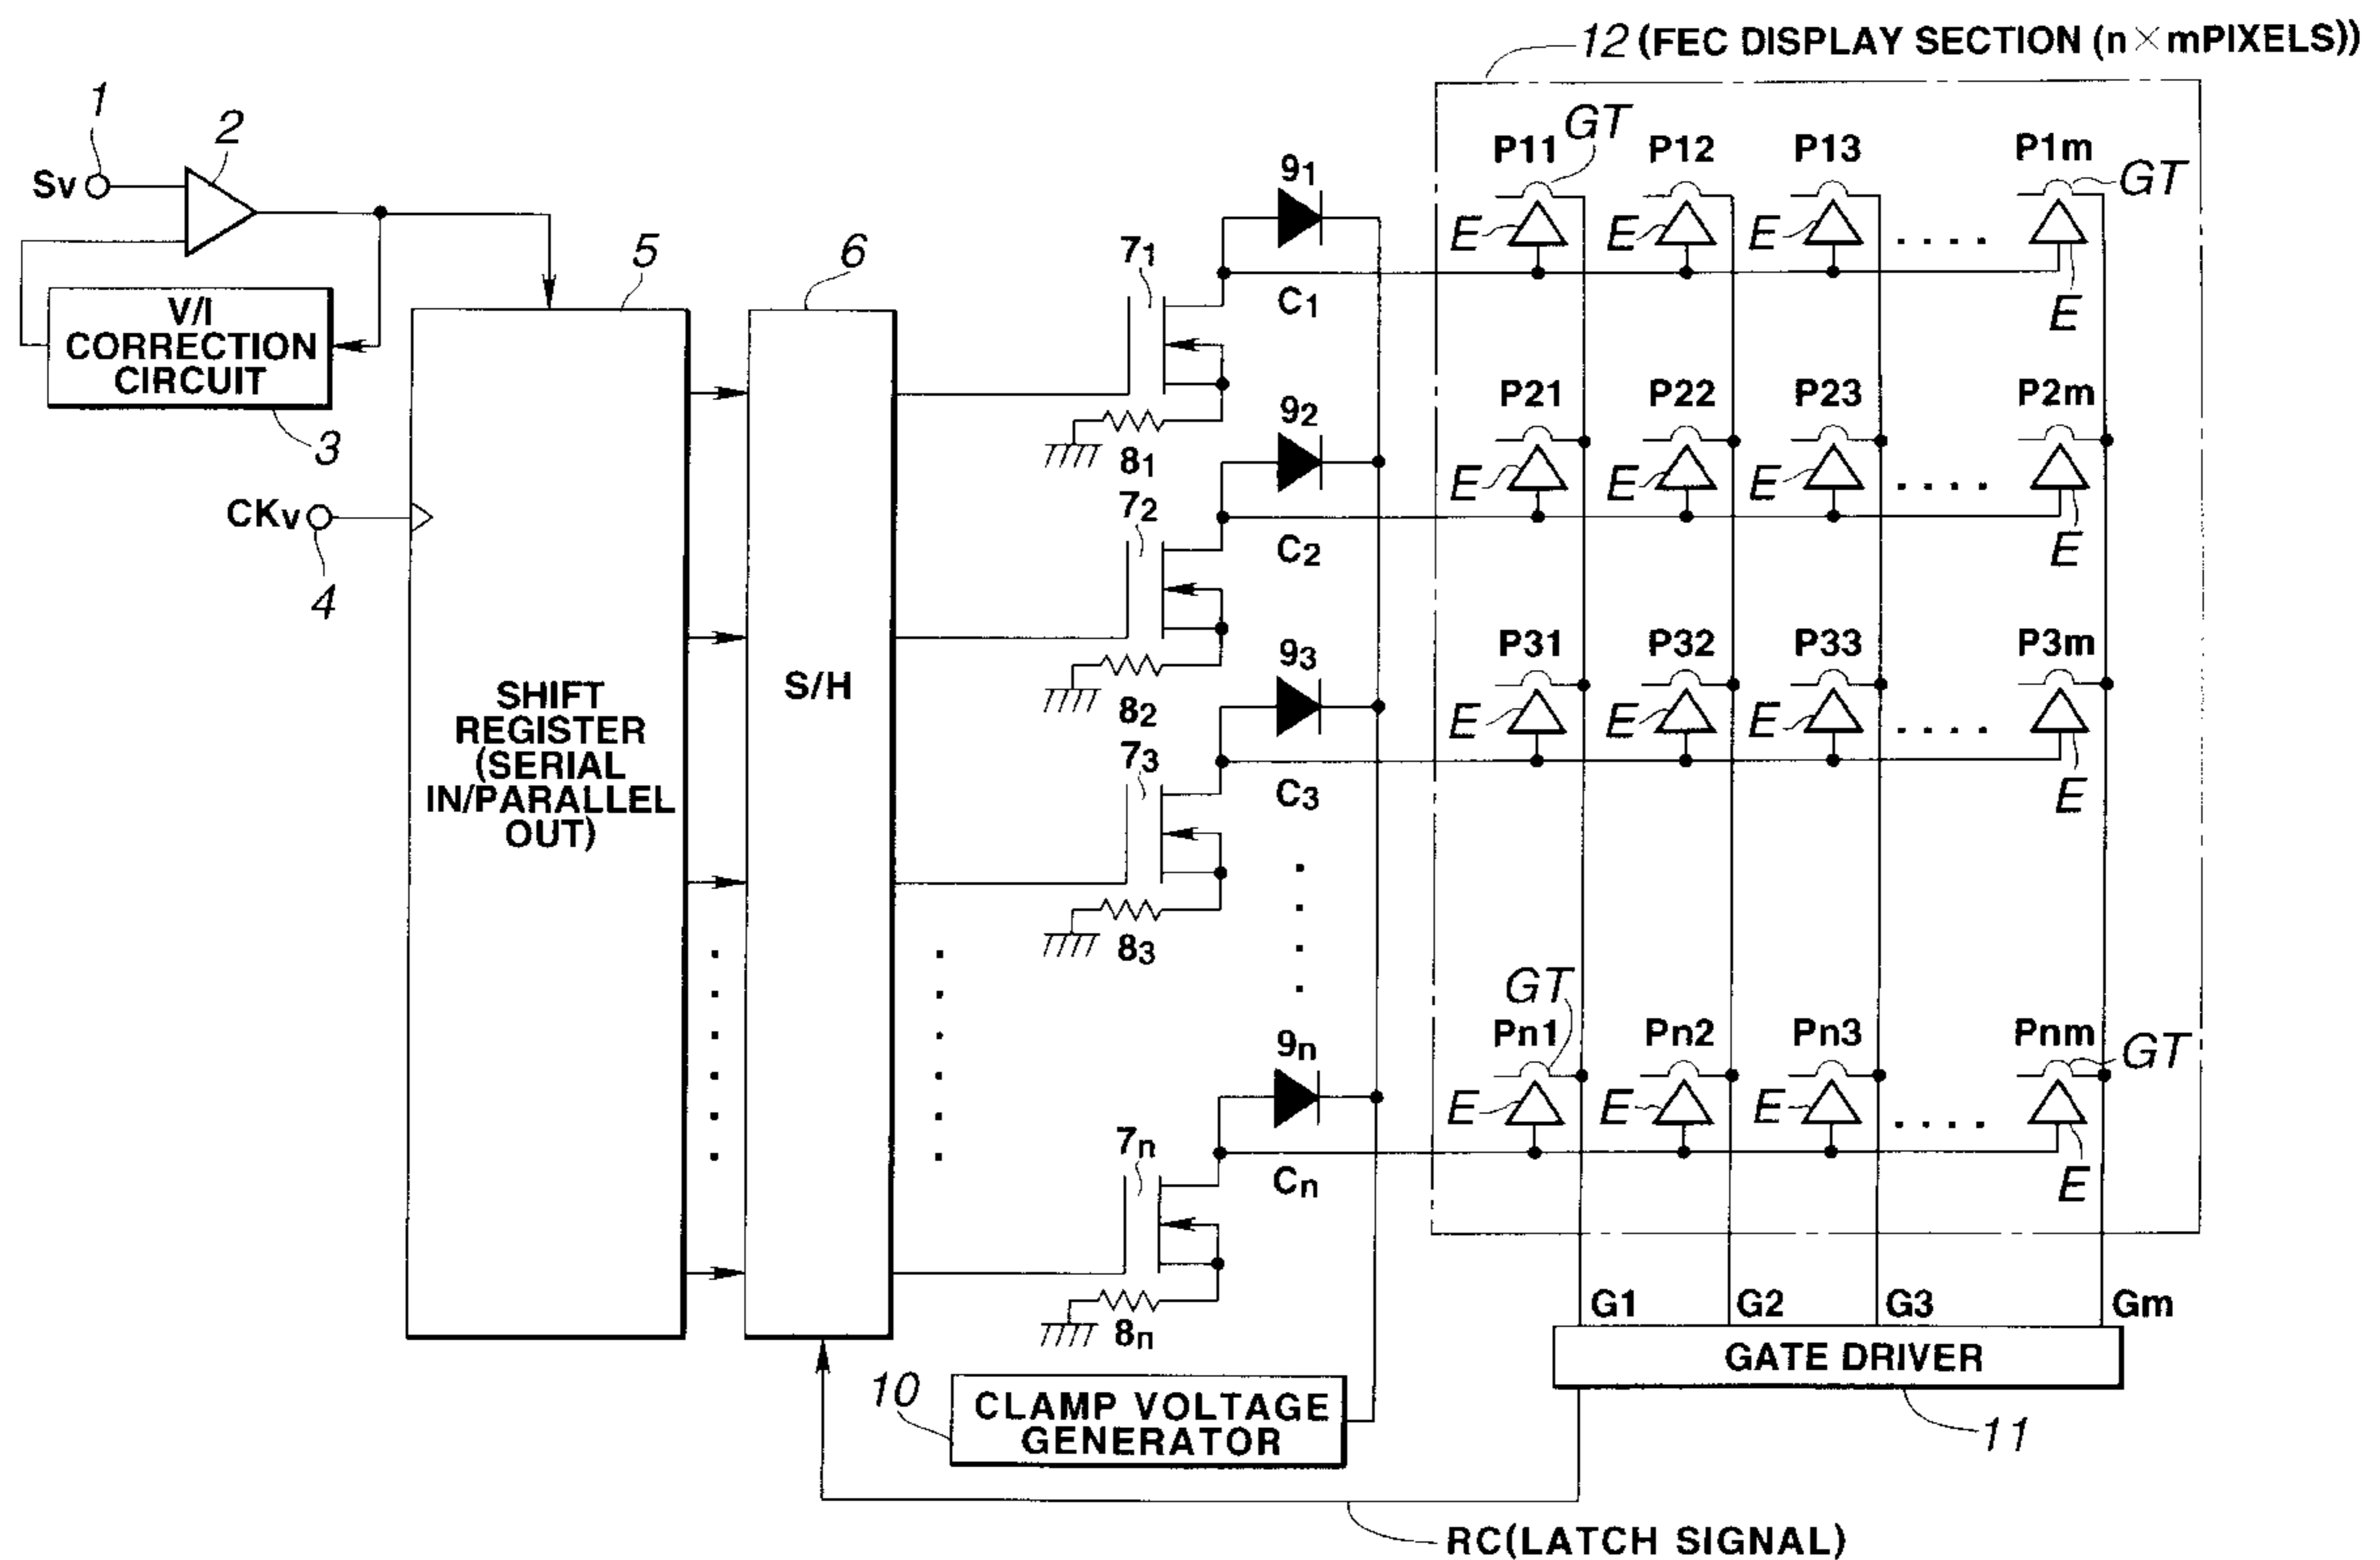 12 (FEC DISPLAY SECTION (n×mPIXELS))
1
2
Sv
V/I
CORRECTION
CIRCUIT
3
CKv
4
5
SHIFT
REGISTER
(SERIAL
IN/PARALLEL
OUT)
6
S/H
7₁
8₁
9₁
C₁
7₂
8₂
9₂
C₂
7₃
8₃
9₃
C₃
7n
8n
9n
Cn
P11 GT P12 P13 P1m GT
E E E E
P21 P22 P23 P2m
E E E E
P31 P32 P33 P3m
E E E E
GT
Pn1 Pn2 Pn3 Pnm GT
E E E E
G1 G2 G3 Gm
GATE DRIVER
11
10
CLAMP VOLTAGE
GENERATOR
RC(LATCH SIGNAL)